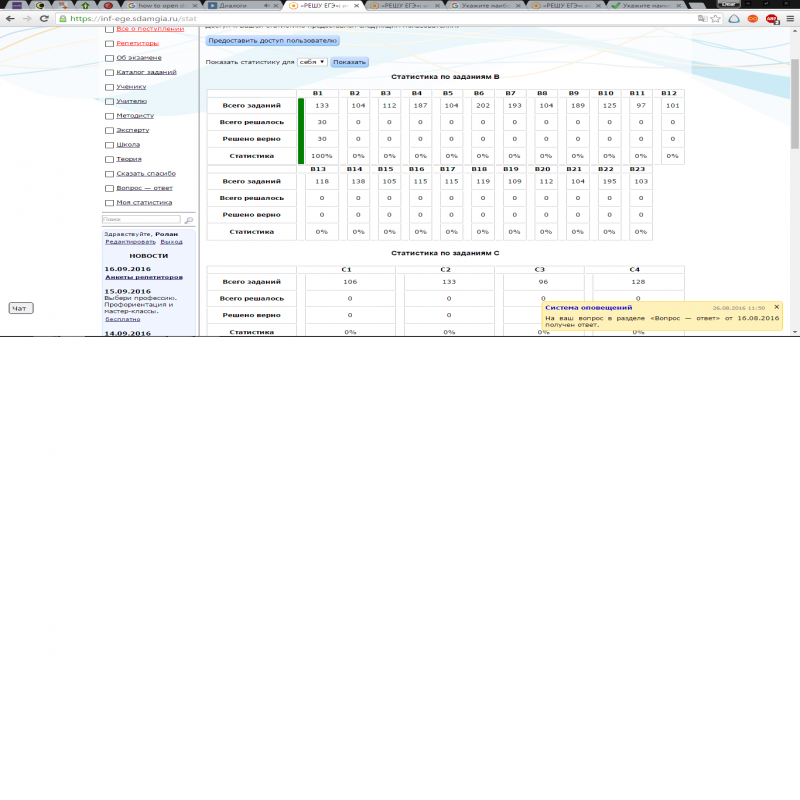 how to open d
Диалоги
«РЕШУ ЕГЭ»: и
«РЕШУ ЕГЭ»: и
Укажите наиб
«РЕШУ ЕГЭ»: и
Укажите наим
https://inf-ege.sdamgia.ru/stat
Все о поступлении
Репетиторы
Об экзамене
Каталог заданий
Ученику
Учителю
Методисту
Эксперту
Школа
Теория
Сказать спасибо
Вопрос — ответ
Моя статистика
Поиск
Здравствуйте, Ролан
Редактировать Выход
НОВОСТИ
16.09.2016
Анкеты репетиторов
15.09.2016
Выбери профессию.
Профориентация и
мастер-классы.
бесплатно
14.09.2016
Чат
Предоставить доступ пользователю
Показать статистику для себя Показать
Статистика по заданиям B
B1 B2 B3 B4 B5 B6 B7 B8 B9 B10 B11 B12
Всего заданий 133 104 112 187 104 202 193 104 189 125 97 101
Всего решалось 30 0 0 0 0 0 0 0 0 0 0 0
Решено верно 30 0 0 0 0 0 0 0 0 0 0 0
Статистика 100% 0% 0% 0% 0% 0% 0% 0% 0% 0% 0% 0%
B13 B14 B15 B16 B17 B18 B19 B20 B21 B22 B23
Всего заданий 118 138 105 115 115 119 109 112 104 195 103
Всего решалось 0 0 0 0 0 0 0 0 0 0 0
Решено верно 0 0 0 0 0 0 0 0 0 0 0
Статистика 0% 0% 0% 0% 0% 0% 0% 0% 0% 0% 0%
Статистика по заданиям C
C1 C2 C3 C4
Всего заданий 106 133 96 128
Всего решалось 0 0 0 0
Решено верно 0 0
Статистика 0% 0% 0% 0%
Система оповещений 26.08.2016 11:50
На ваш вопрос в разделе «Вопрос — ответ» от 16.08.2016
получен ответ.